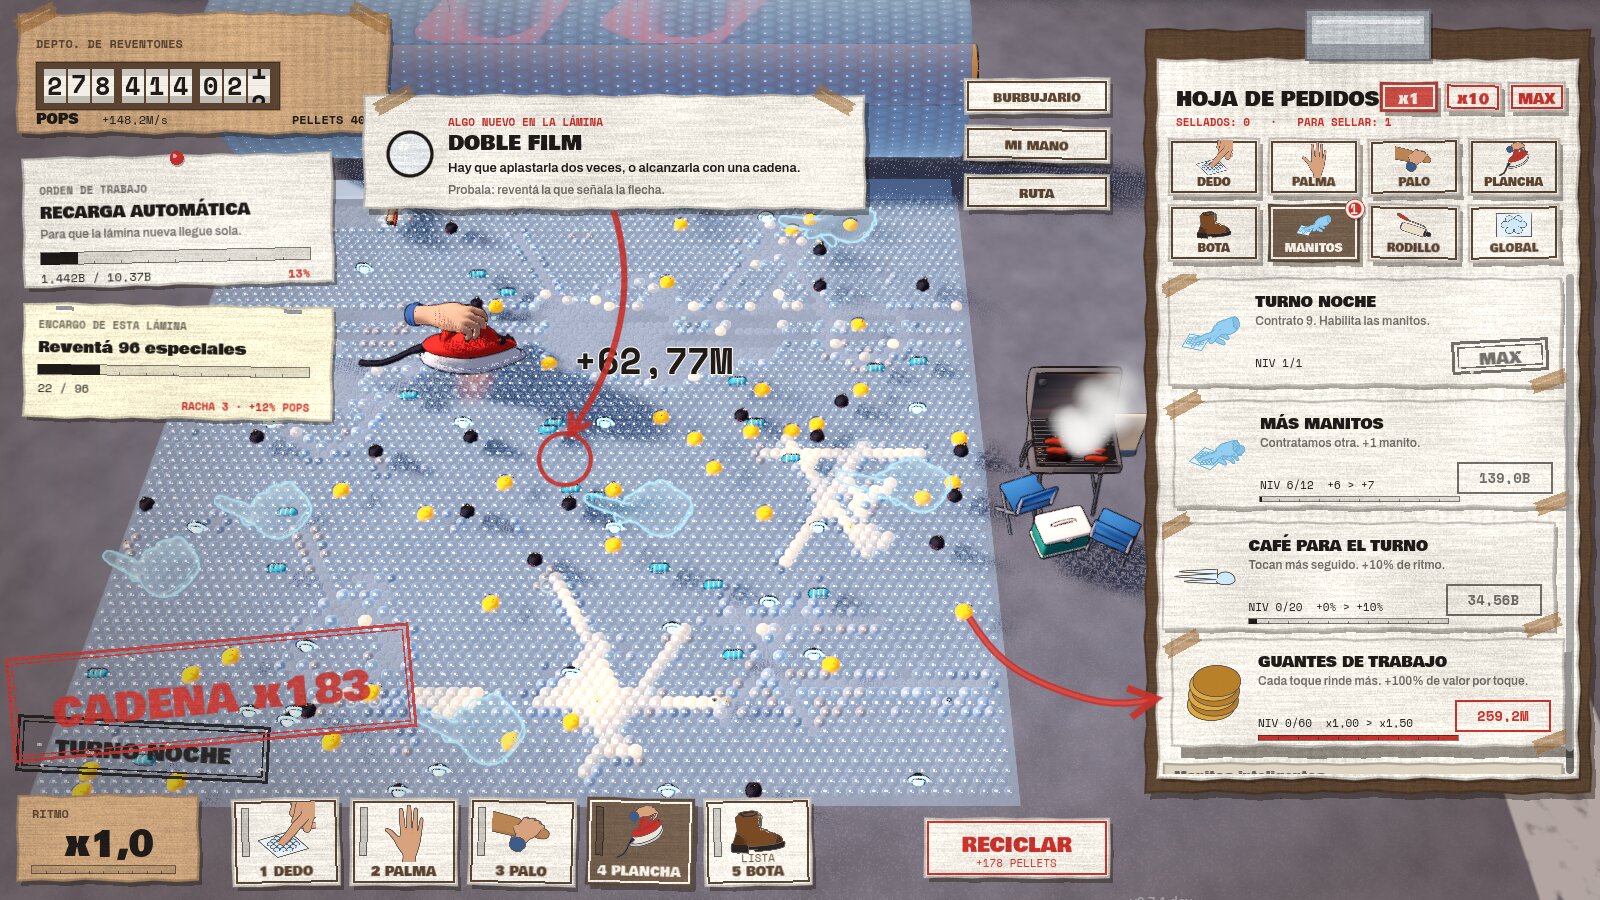 DEPTO. DE REVENTONES
278 414 02
POPS +148,2M/s PELLETS 40
ORDEN DE TRABAJO
RECARGA AUTOMÁTICA
Para que la lámina nueva llegue sola.
1,442B / 10,37B 13%
ENCARGO DE ESTA LÁMINA
Reventá 96 especiales
22 / 96
RACHA 3 · +12% POPS
ALGO NUEVO EN LA LÁMINA
DOBLE FILM
Hay que aplastarla dos veces, o alcanzarla con una cadena.
Probala: reventá la que señala la flecha.
+62,77M
BURBUJARIO
MI MANO
RUTA
HOJA DE PEDIDOS x1 x10 MAX
SELLADOS: 0 · PARA SELLAR: 1
DEDO PALMA PALO PLANCHA
BOTA MANITOS 1 RODILLO GLOBAL
TURNO NOCHE
Contrato 9. Habilita las manitos.
NIV 1/1 MAX
MÁS MANITOS
Contratamos otra. +1 manito.
NIV 6/12 +6 > +7 139,0B
CAFÉ PARA EL TURNO
Tocan más seguido. +10% de ritmo.
NIV 0/20 +0% > +10% 34,56B
GUANTES DE TRABAJO
Cada toque rinde más. +100% de valor por toque.
NIV 0/60 x1,00 > x1,50 259,2M
CADENA x183
TURNO NOCHE
RITMO
x1,0
1 DEDO
2 PALMA
3 PALO
4 PLANCHA
LISTA
5 BOTA
RECICLAR
+178 PELLETS